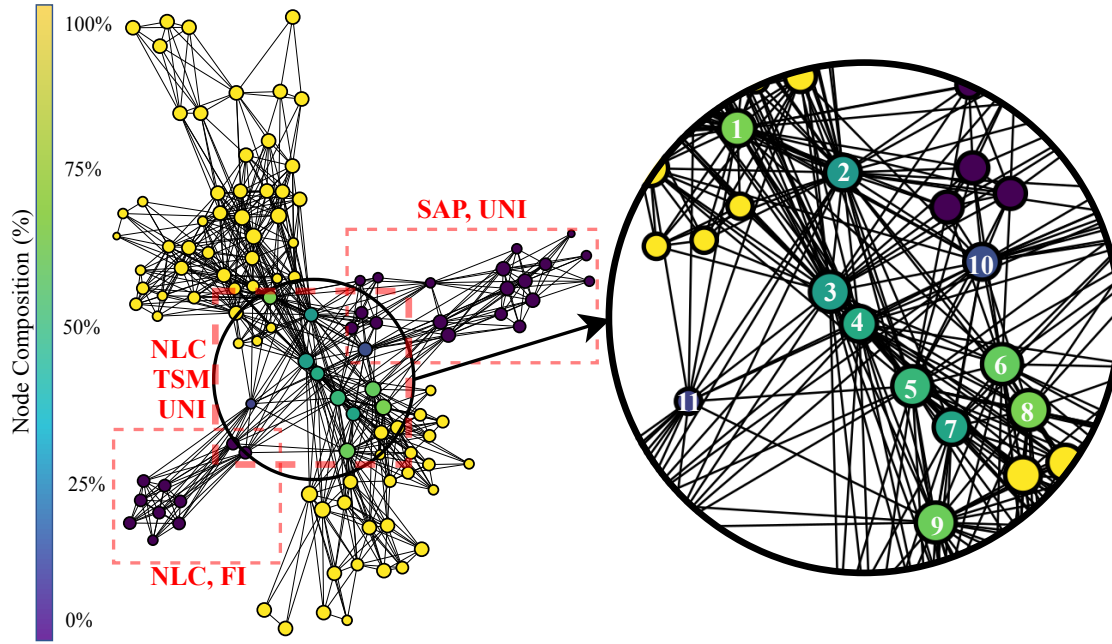 Node Composition (%)
100%
75%
50%
25%
0%
SAP, UNI
NLC
TSM
UNI
NLC, FI
1
2
3
4
5
6
7
8
9
10
11